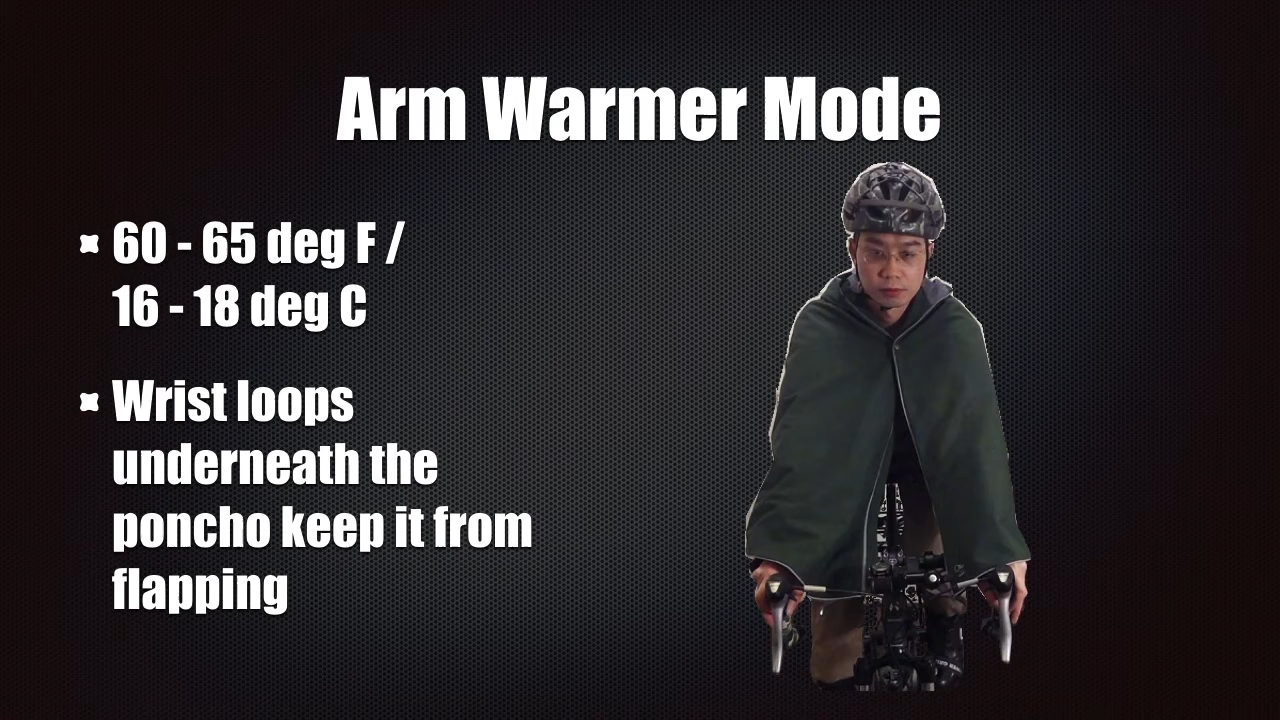 Arm Warmer Mode
60 - 65 deg F /
16 - 18 deg C
Wrist loops
underneath the
poncho keep it from
flapping